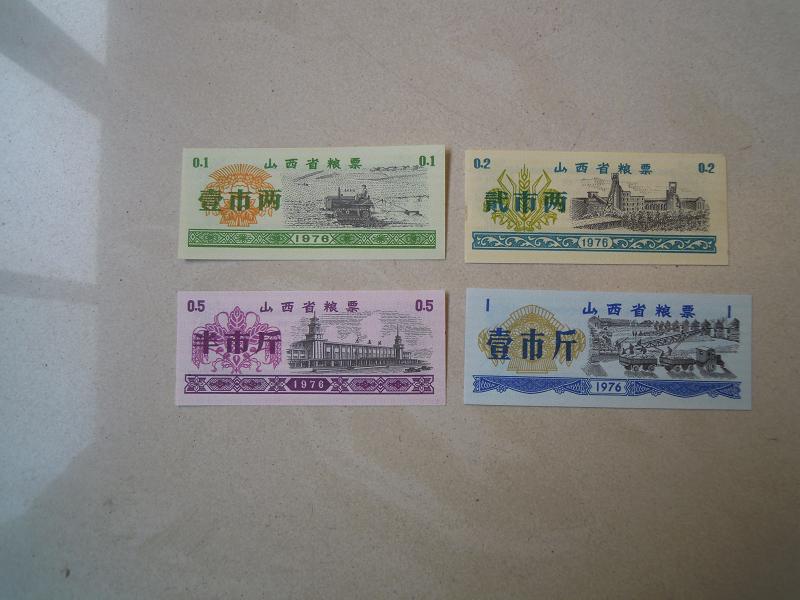 0.1 山西省粮票 0.1
壹市两
1976
0.2 山西省粮票 0.2
贰市两
1976
0.5 山西省粮票 0.5
半市斤
1976
1 山西省粮票 1
壹市斤
1976